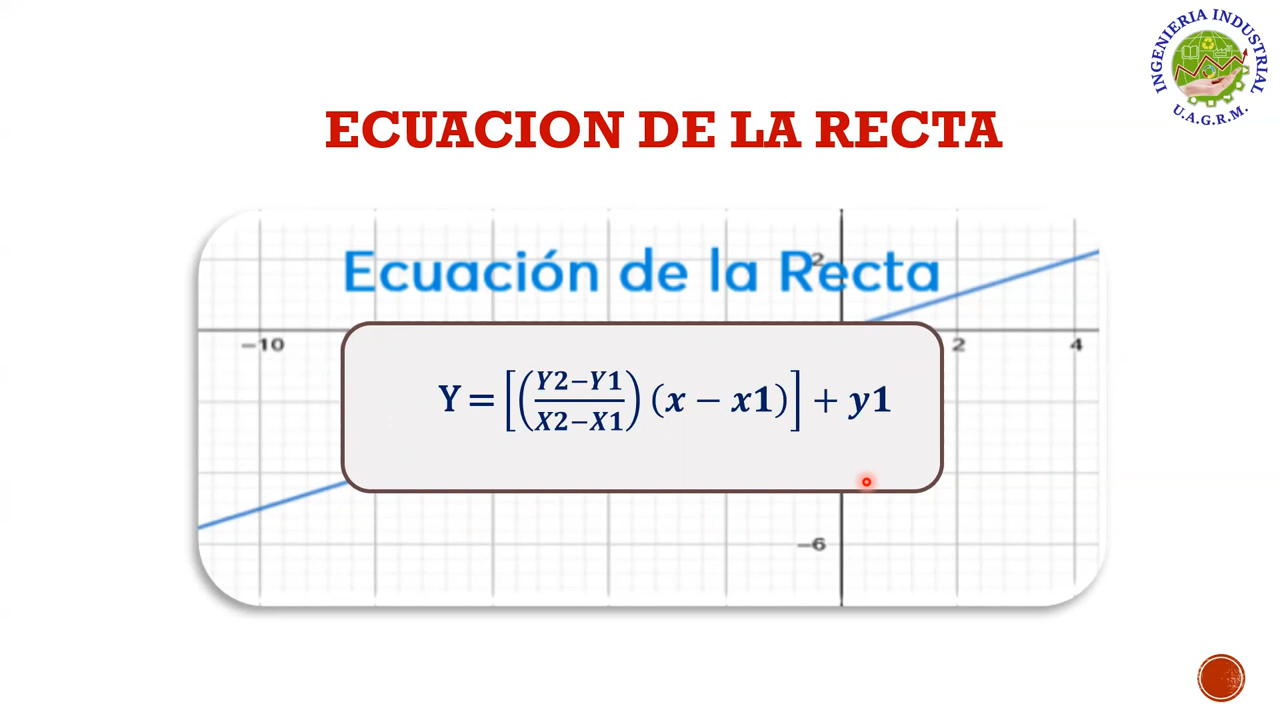 INGENIERIA INDUSTRIAL
U.A.G.R.M.
ECUACION DE LA RECTA
Ecuación de la Recta
2
−10
2
4
Y = [((Y2−Y1)/(X2−X1)) (x − x1)] + y1
−6